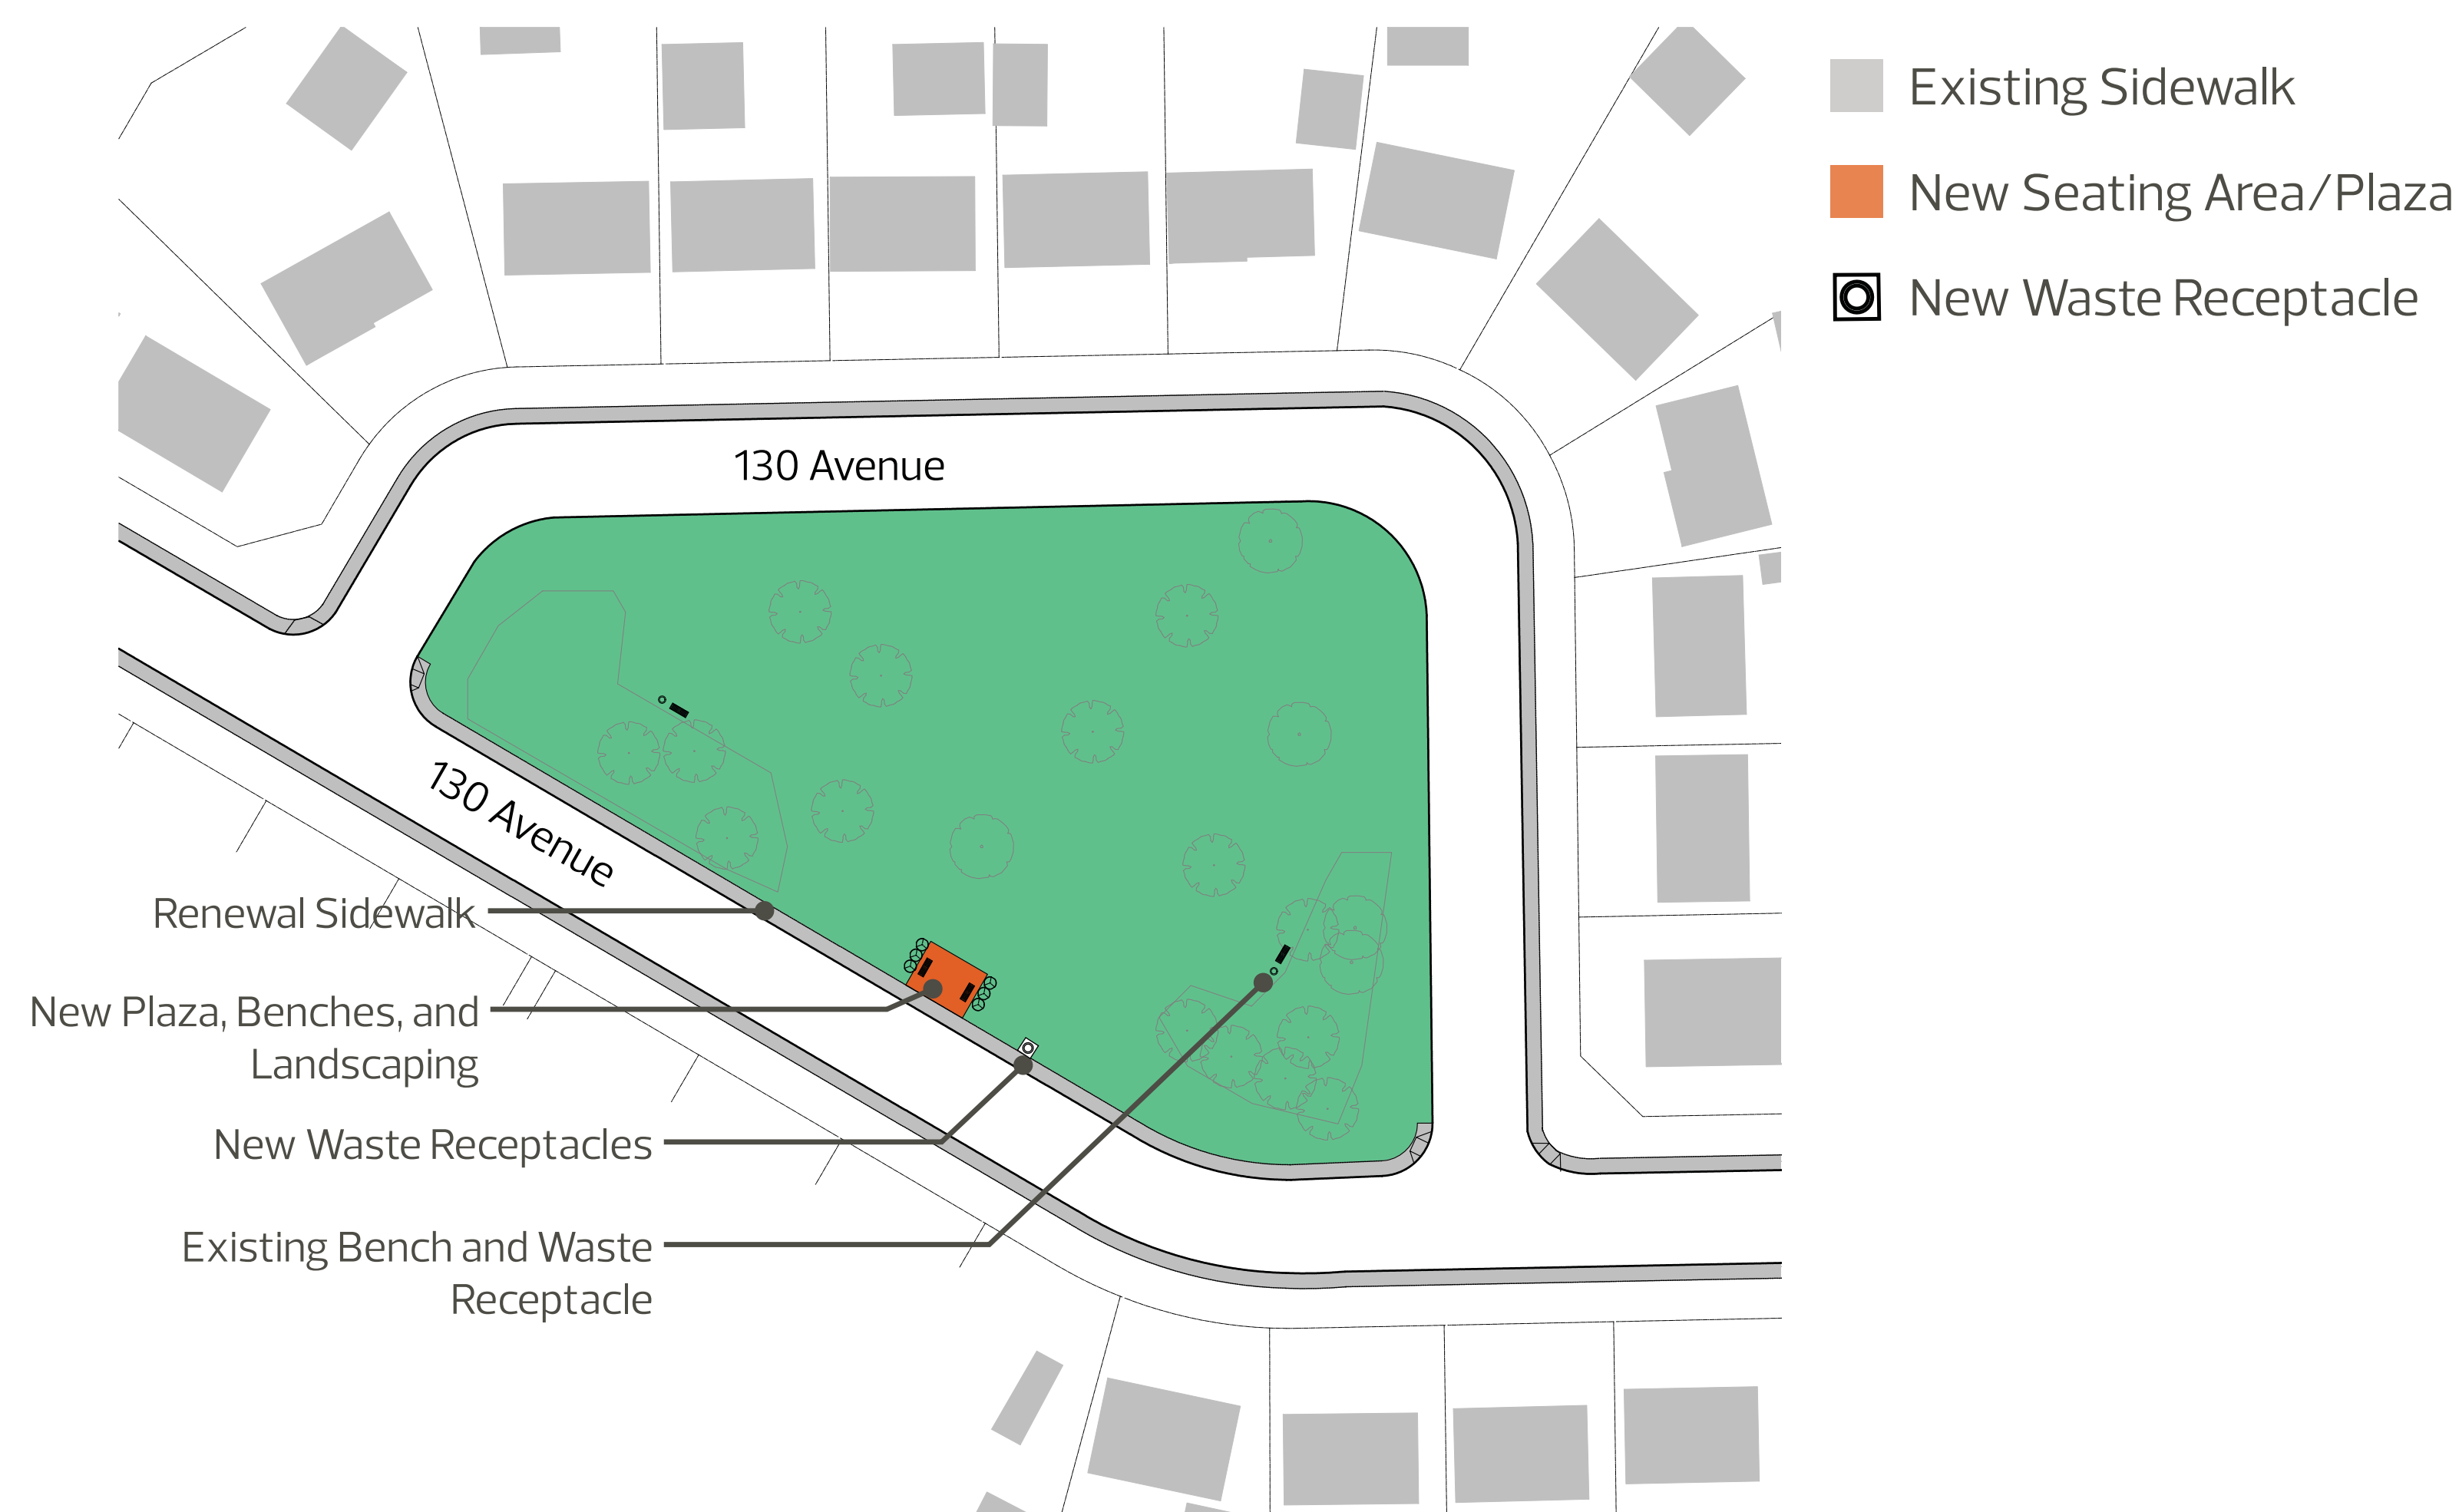 Existing Sidewalk
New Seating Area/Plaza
New Waste Receptacle
130 Avenue
130 Avenue
Renewal Sidewalk
New Plaza, Benches, and
Landscaping
New Waste Receptacles
Existing Bench and Waste
Receptacle